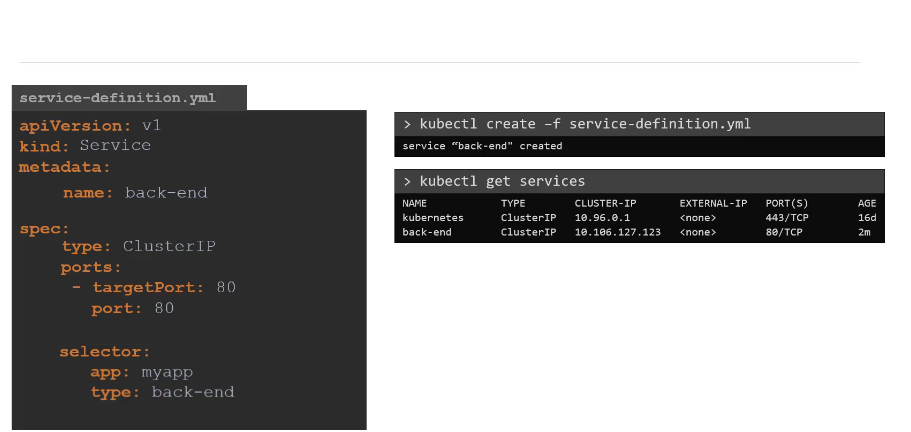 service-definition.yml
apiVersion: v1
kind: Service
metadata:
name: back-end
spec:
type: ClusterIP
ports:
- targetPort: 80
port: 80
selector:
app: myapp
type: back-end
> kubectl create –f service-definition.yml
service “back-end" created
> kubectl get services
NAME TYPE CLUSTER-IP EXTERNAL-IP PORT(S) AGE
kubernetes ClusterIP 10.96.0.1 <none> 443/TCP 16d
back-end ClusterIP 10.106.127.123 <none> 80/TCP 2m